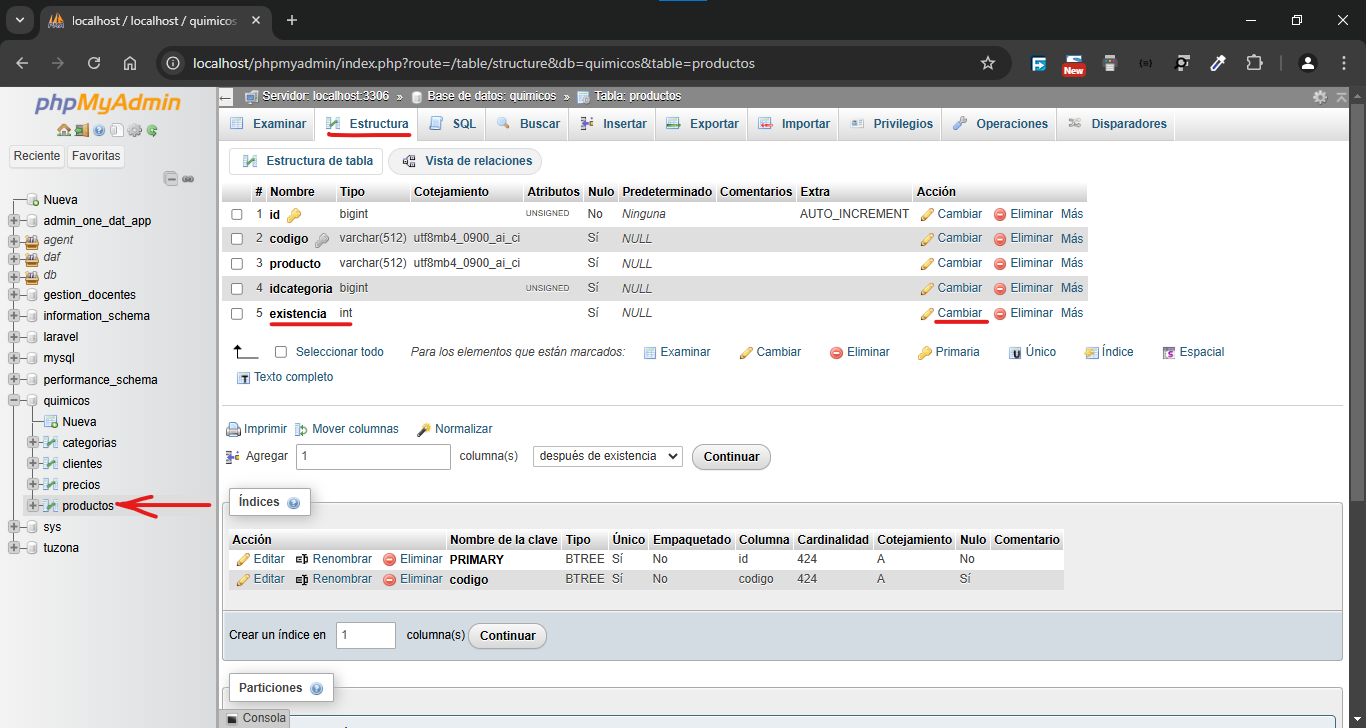 localhost / localhost / quimicos
localhost/phpmyadmin/index.php?route=/table/structure&db=quimicos&table=productos
New
phpMyAdmin
Reciente Favoritas
Nueva
admin_one_dat_app
agent
daf
db
gestion_docentes
information_schema
laravel
mysql
performance_schema
quimicos
Nueva
categorias
clientes
precios
productos
sys
tuzona
Servidor: localhost:3306 » Base de datos: quimicos » Tabla: productos
Examinar Estructura SQL Buscar Insertar Exportar Importar Privilegios Operaciones Disparadores
Estructura de tabla Vista de relaciones
# Nombre Tipo Cotejamiento Atributos Nulo Predeterminado Comentarios Extra Acción
1 id bigint UNSIGNED No Ninguna AUTO_INCREMENT Cambiar Eliminar Más
2 codigo varchar(512) utf8mb4_0900_ai_ci Sí NULL Cambiar Eliminar Más
3 producto varchar(512) utf8mb4_0900_ai_ci Sí NULL Cambiar Eliminar Más
4 idcategoria bigint UNSIGNED Sí NULL Cambiar Eliminar Más
5 existencia int Sí NULL Cambiar Eliminar Más
Seleccionar todo Para los elementos que están marcados: Examinar Cambiar Eliminar Primaria Único Índice Espacial
Texto completo
Imprimir Mover columnas Normalizar
Agregar 1 columna(s) después de existencia Continuar
Índices
Acción Nombre de la clave Tipo Único Empaquetado Columna Cardinalidad Cotejamiento Nulo Comentario
Editar Renombrar Eliminar PRIMARY BTREE Sí No id 424 A No
Editar Renombrar Eliminar codigo BTREE Sí No codigo 424 A Sí
Crear un índice en 1 columna(s) Continuar
Particiones
Consola